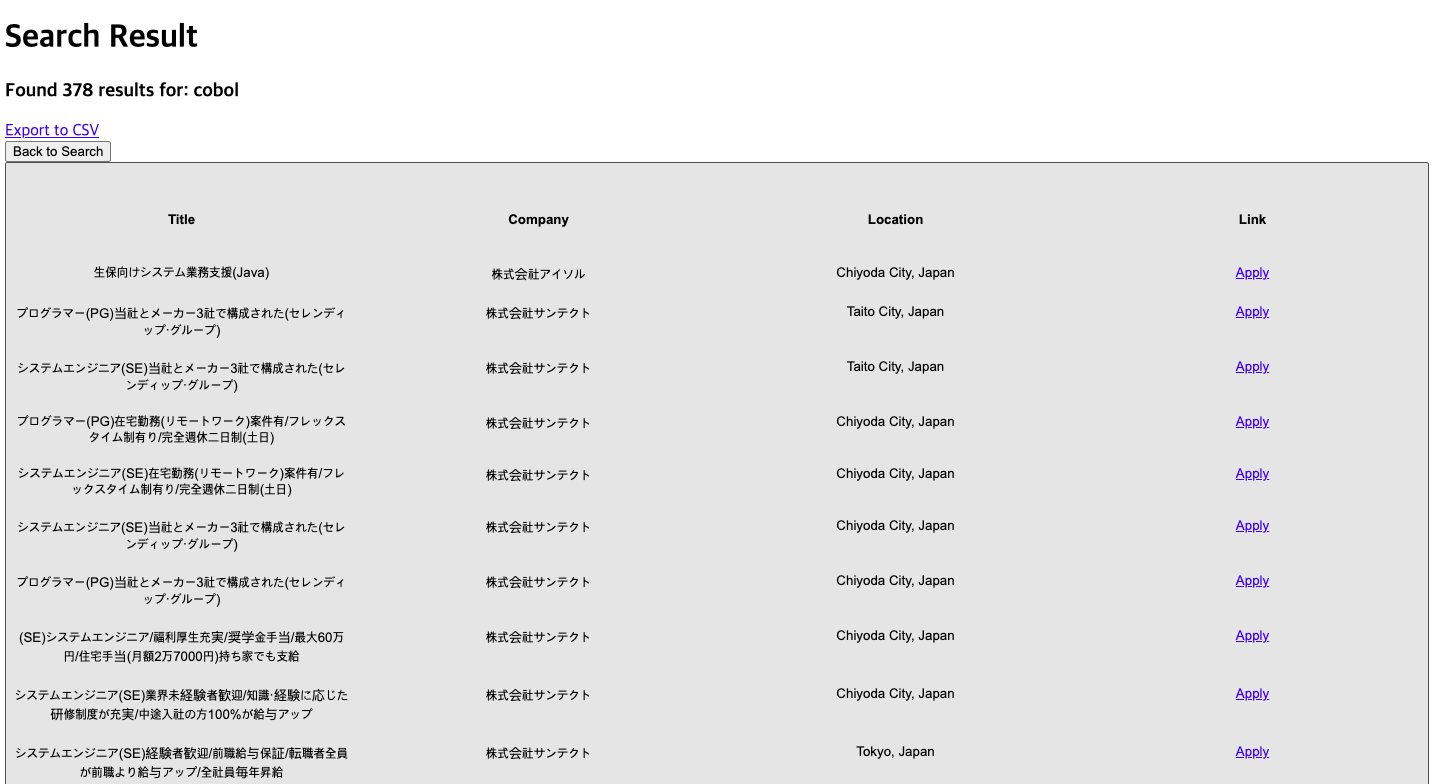 Search Result
Found 378 results for: cobol
Export to CSV
Back to Search
Title Company Location Link
生保向けシステム業務支援(Java) 株式会社アイソル Chiyoda City, Japan Apply
プログラマー(PG)当社とメーカー3社で構成された(セレンディ
ップ·グループ) 株式会社サンテクト Taito City, Japan Apply
システムエンジニア(SE)当社とメーカー3社で構成された(セレ
ンディップ·グループ) 株式会社サンテクト Taito City, Japan Apply
プログラマー(PG)在宅勤務(リモートワーク)案件有/フレックス
タイム制有り/完全週休二日制(土日) 株式会社サンテクト Chiyoda City, Japan Apply
システムエンジニア(SE)在宅勤務(リモートワーク)案件有/フレ
ックスタイム制有り/完全週休二日制(土日) 株式会社サンテクト Chiyoda City, Japan Apply
システムエンジニア(SE)当社とメーカー3社で構成された(セレ
ンディップ·グループ) 株式会社サンテクト Chiyoda City, Japan Apply
プログラマー(PG)当社とメーカー3社で構成された(セレンディ
ップ·グループ) 株式会社サンテクト Chiyoda City, Japan Apply
(SE)システムエンジニア/福利厚生充実/奨学金手当/最大60万
円/住宅手当(月額2万7000円)持ち家でも支給 株式会社サンテクト Chiyoda City, Japan Apply
システムエンジニア(SE)業界未経験者歓迎/知識·経験に応じた
研修制度が充実/中途入社の方100%が給与アップ 株式会社サンテクト Chiyoda City, Japan Apply
システムエンジニア(SE)経験者歓迎/前職給与保証/転職者全員
が前職より給与アップ/全社員毎年昇給 株式会社サンテクト Tokyo, Japan Apply